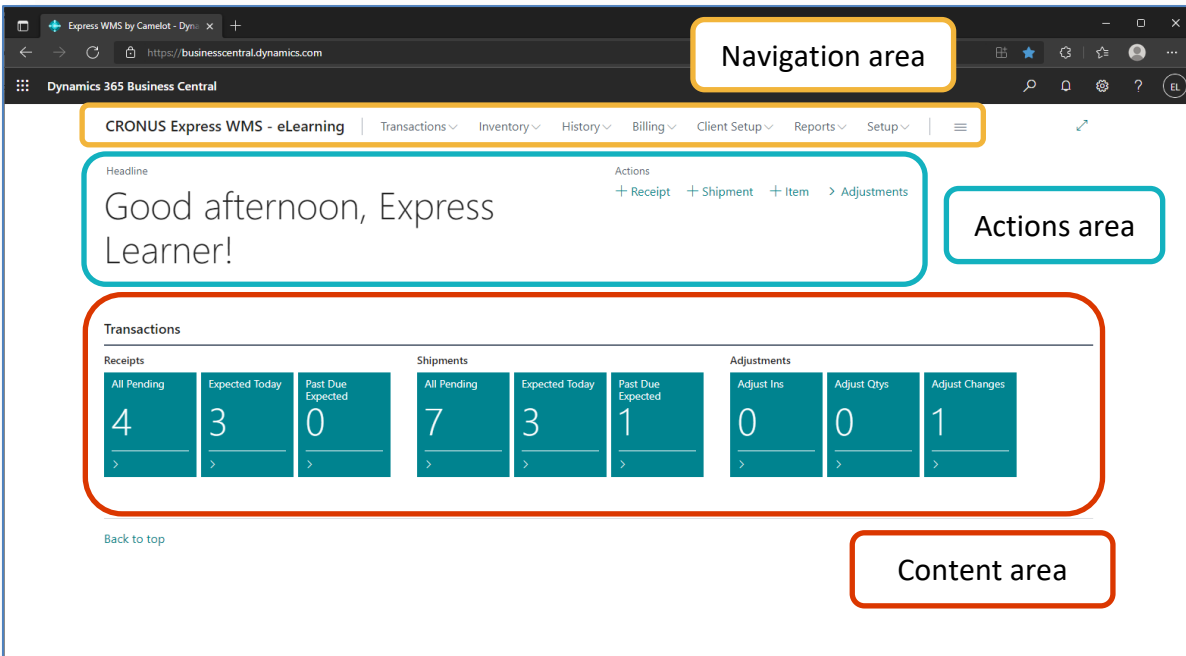 Express WMS by Camelot - Dyna
https://businesscentral.dynamics.com
Navigation area
Dynamics 365 Business Central
EL
CRONUS Express WMS - eLearning
Transactions Inventory History Billing Client Setup Reports Setup
Headline
Good afternoon, Express
Learner!
Actions
+ Receipt + Shipment + Item > Adjustments
Actions area
Transactions
Receipts
All Pending
4
Expected Today
3
Past Due
Expected
0
Shipments
All Pending
7
Expected Today
3
Past Due
Expected
1
Adjustments
Adjust Ins
0
Adjust Qtys
0
Adjust Changes
1
Back to top
Content area